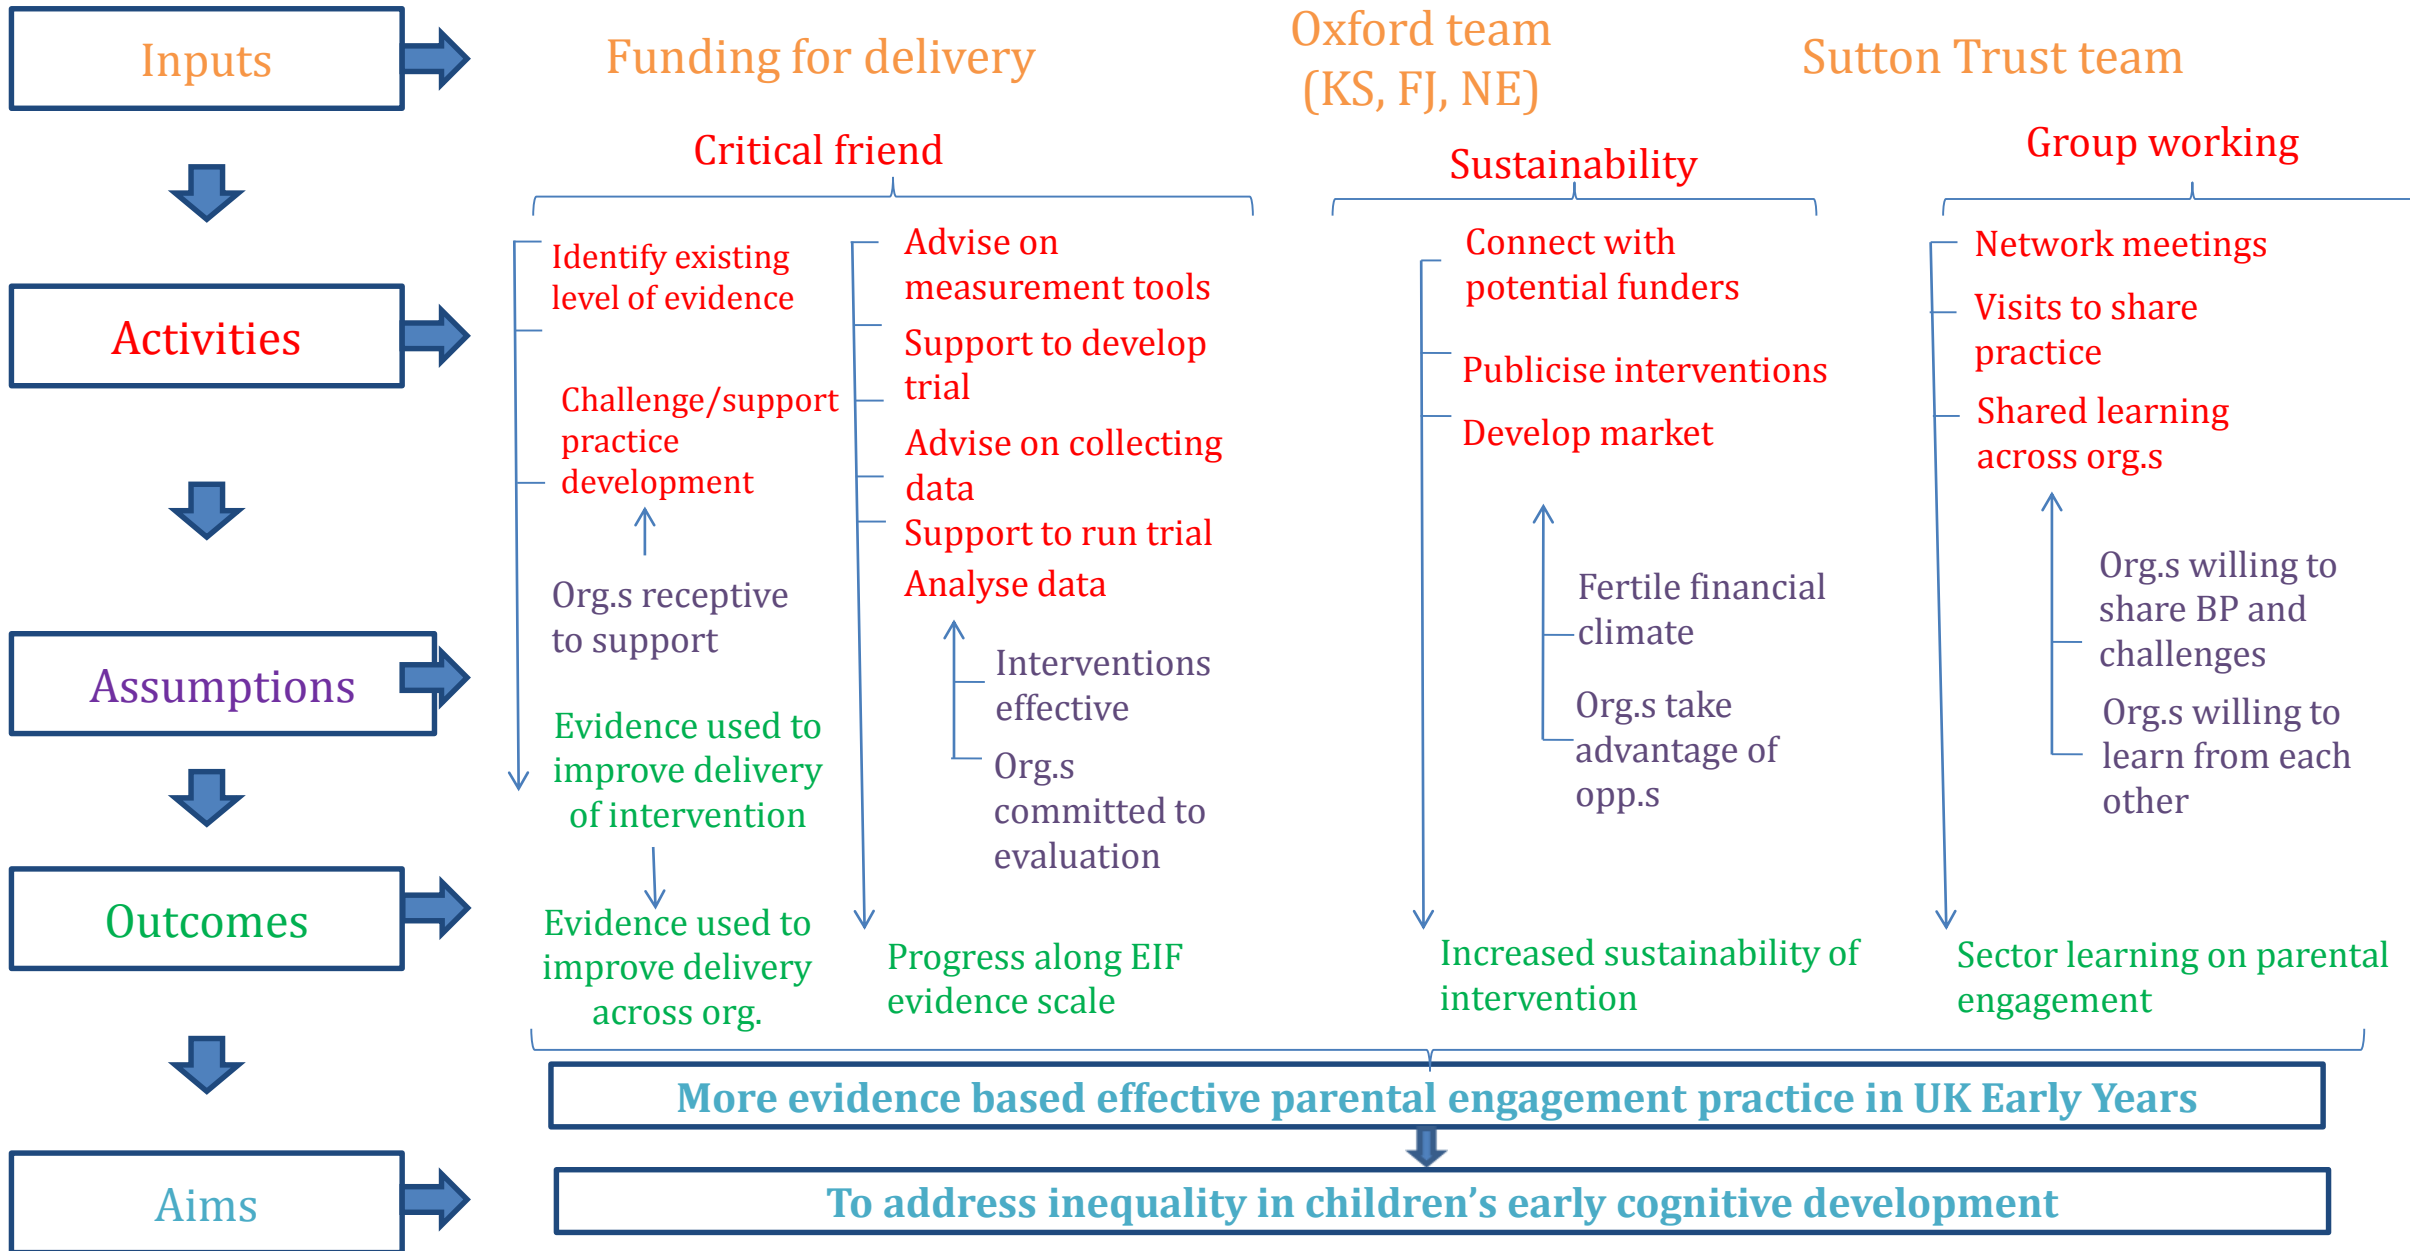 Inputs
Funding for delivery
Oxford team
(KS, FJ, NE)
Sutton Trust team
Critical friend
Sustainability
Group working
Activities
Identify existing
level of evidence
Challenge/support
practice
development
Advise on
measurement tools
Support to develop
trial
Advise on collecting
data
Support to run trial
Analyse data
Connect with
potential funders
Publicise interventions
Develop market
Network meetings
Visits to share
practice
Shared learning
across org.s
Assumptions
Org.s receptive
to support
Interventions
effective
Org.s
committed to
evaluation
Fertile financial
climate
Org.s take
advantage of
opp.s
Org.s willing to
share BP and
challenges
Org.s willing to
learn from each
other
Outcomes
Evidence used to
improve delivery
of intervention
Evidence used to
improve delivery
across org.
Progress along EIF
evidence scale
Increased sustainability of
intervention
Sector learning on parental
engagement
More evidence based effective parental engagement practice in UK Early Years
Aims
To address inequality in children’s early cognitive development